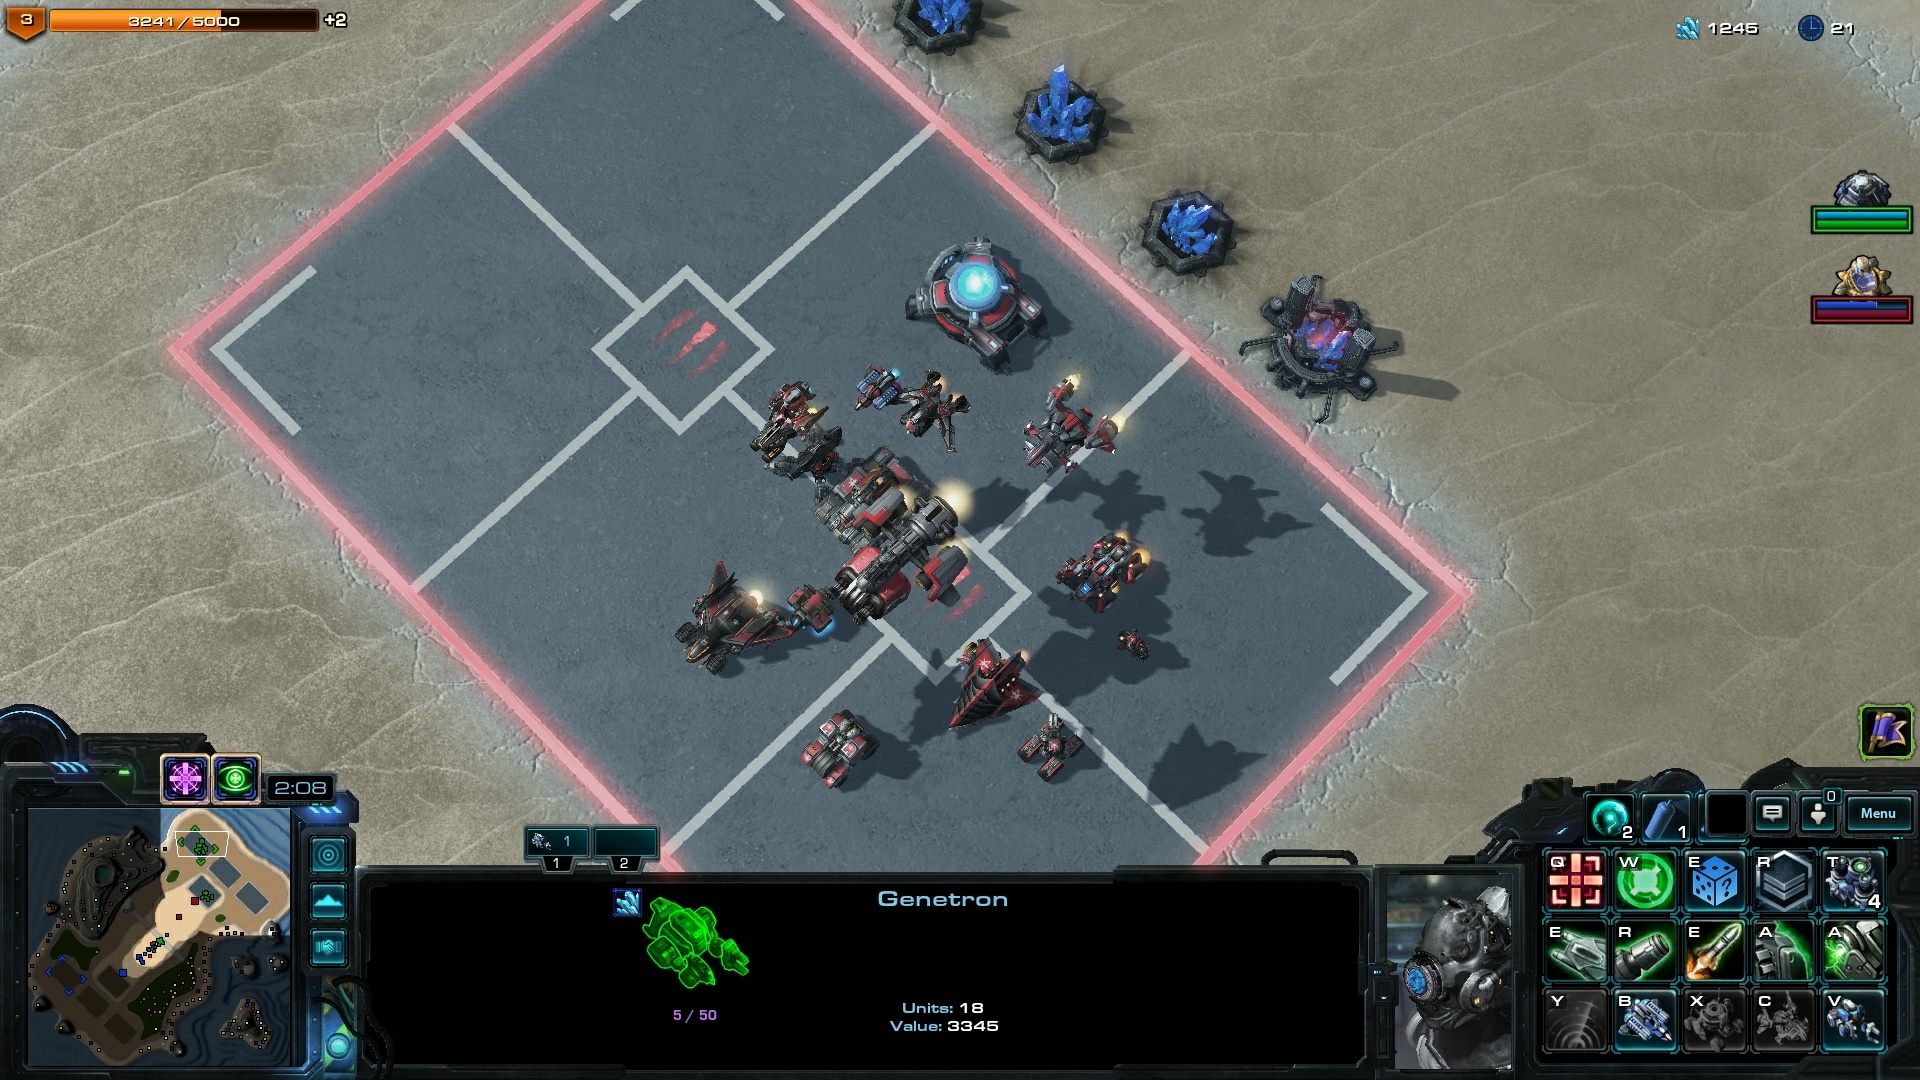 3
3241 / 5000
+2
1245
21
2:08
1
1
2
2
1
0
Menu
Genetron
5 / 50
Units: 18
Value: 3345
Q W E R T
4
E R E A A
Y B X C V